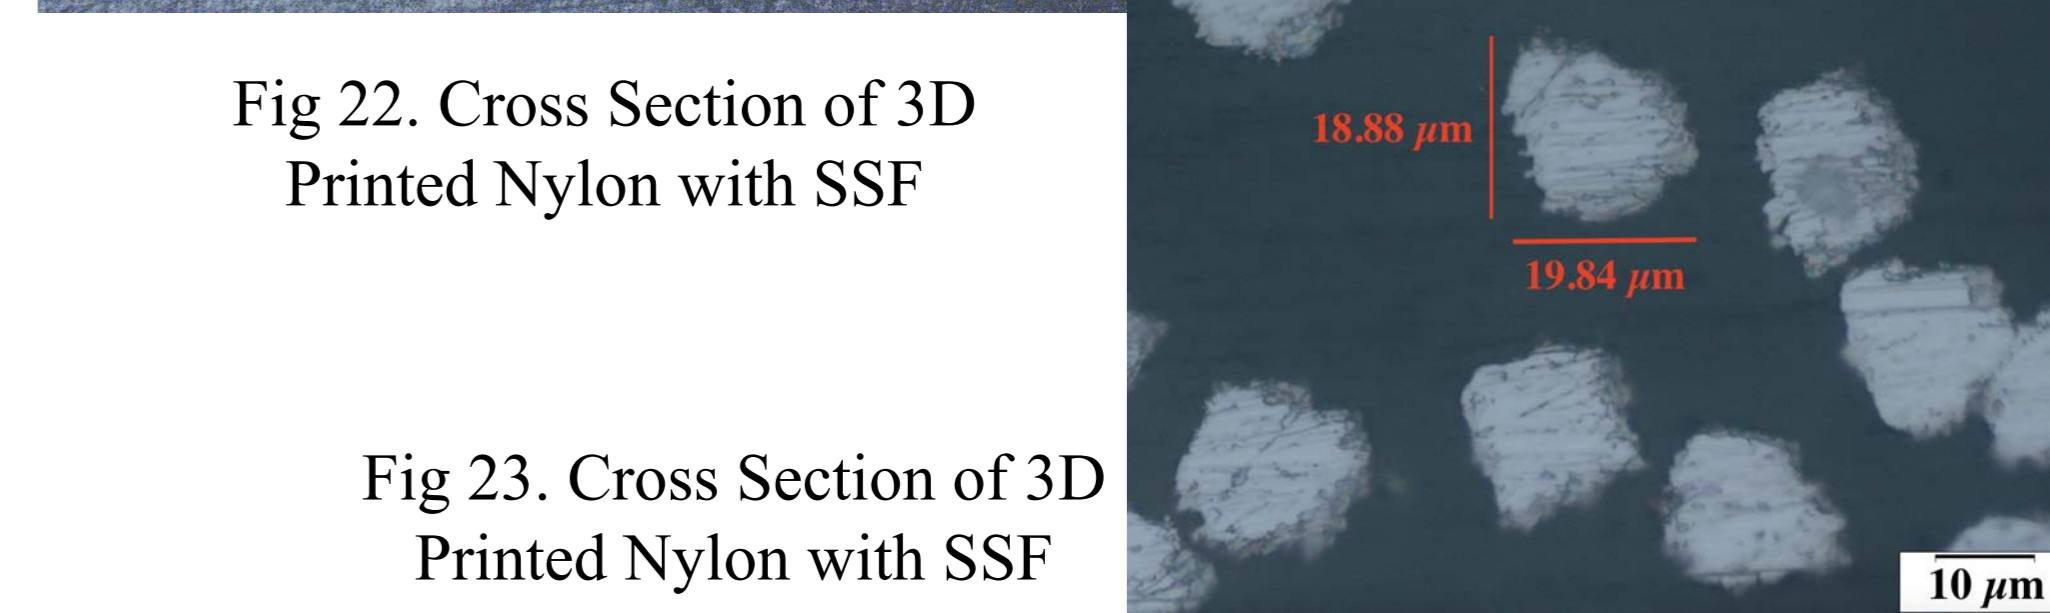 Fig 22. Cross Section of 3D
Printed Nylon with SSF
18.88 μm
19.84 μm
Fig 23. Cross Section of 3D
Printed Nylon with SSF
10 μm